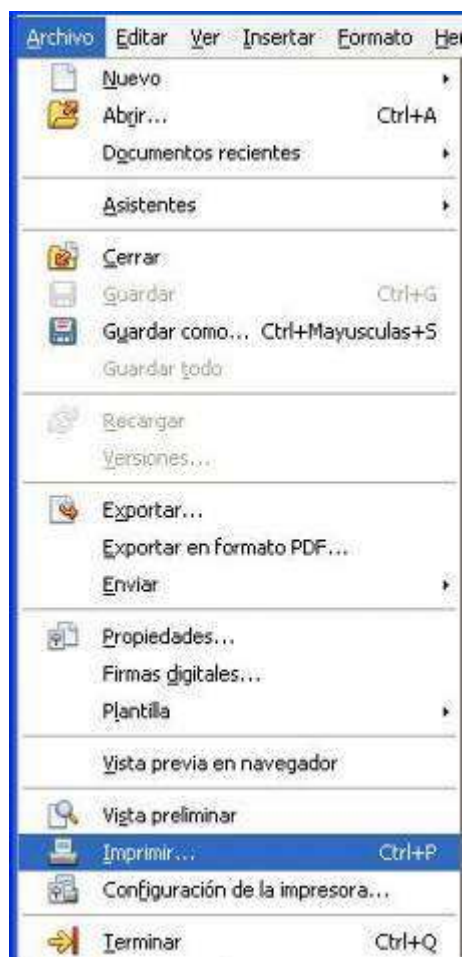 Archivo Editar Ver Insertar Formato
Nuevo
Abrir... Ctrl+A
Documentos recientes
Asistentes
Cerrar
Guardar Ctrl+G
Guardar como... Ctrl+Mayusculas+S
Guardar todo
Recargar
Versiones...
Exportar...
Exportar en formato PDF...
Enviar
Propiedades...
Firmas digitales...
Plantilla
Vista previa en navegador
Vista preliminar
Imprimir... Ctrl+P
Configuración de la impresora...
Terminar Ctrl+Q